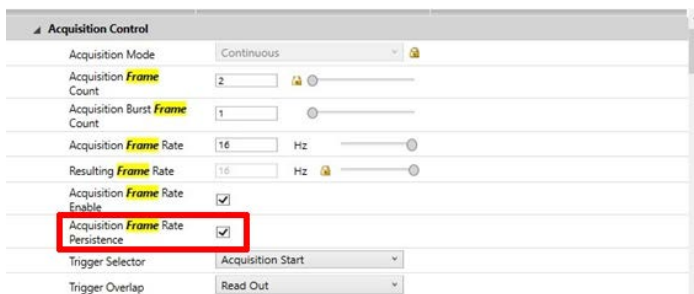 Acquisition Control
Acquisition Mode Continuous
Acquisition Frame
Count 2
Acquisition Burst Frame
Count 1
Acquisition Frame Rate 16 Hz
Resulting Frame Rate 16 Hz
Acquisition Frame Rate
Enable
Acquisition Frame Rate
Persistence
Trigger Selector Acquisition Start
Trigger Overlap Read Out